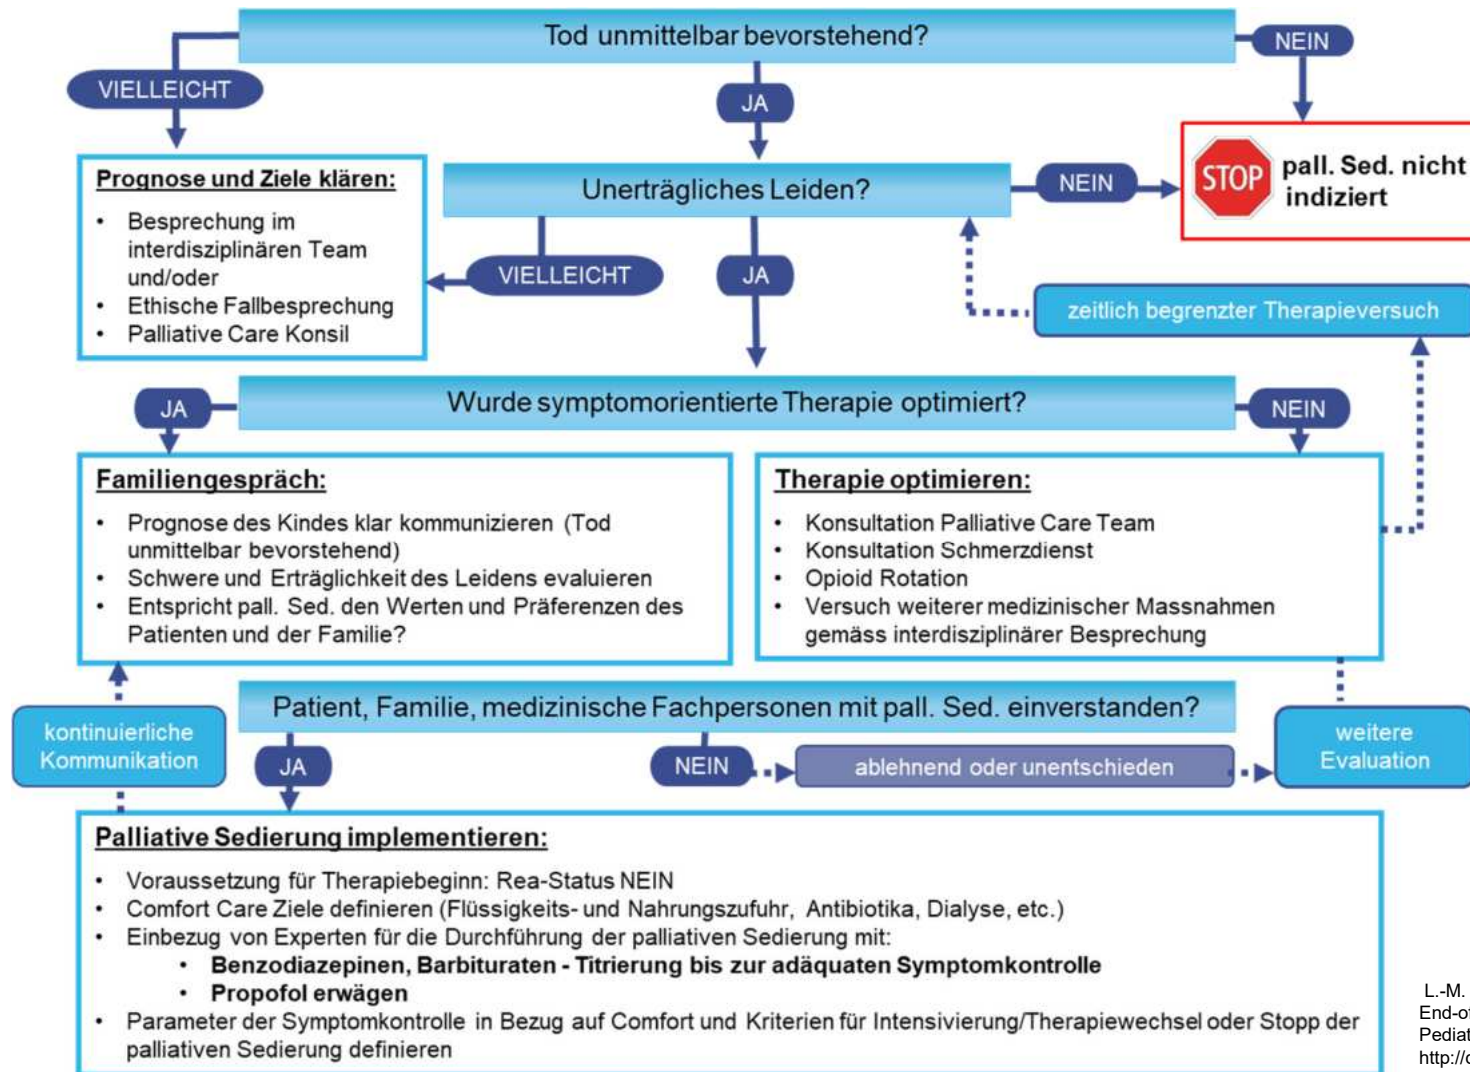 Tod unmittelbar bevorstehend?
VIELLEICHT
JA
NEIN
Prognose und Ziele klären:
• Besprechung im
interdisziplinären Team
und/oder
• Ethische Fallbesprechung
• Palliative Care Konsil
Unerträgliches Leiden?
NEIN
STOP
pall. Sed. nicht
indiziert
VIELLEICHT
JA
zeitlich begrenzter Therapieversuch
Wurde symptomorientierte Therapie optimiert?
JA
NEIN
Familiengespräch:
• Prognose des Kindes klar kommunizieren (Tod
unmittelbar bevorstehend)
• Schwere und Erträglichkeit des Leidens evaluieren
• Entspricht pall. Sed. den Werten und Präferenzen des
Patienten und der Familie?
Therapie optimieren:
• Konsultation Palliative Care Team
• Konsultation Schmerzdienst
• Opioid Rotation
• Versuch weiterer medizinischer Massnahmen
gemäss interdisziplinärer Besprechung
kontinuierliche
Kommunikation
Patient, Familie, medizinische Fachpersonen mit pall. Sed. einverstanden?
JA
NEIN
ablehnend oder unentschieden
weitere
Evaluation
Palliative Sedierung implementieren:
• Voraussetzung für Therapiebeginn: Rea-Status NEIN
• Comfort Care Ziele definieren (Flüssigkeits- und Nahrungszufuhr, Antibiotika, Dialyse, etc.)
• Einbezug von Experten für die Durchführung der palliativen Sedierung mit:
• Benzodiazepinen, Barbituraten - Titrierung bis zur adäquaten Symptomkontrolle
• Propofol erwägen
• Parameter der Symptomkontrolle in Bezug auf Comfort und Kriterien für Intensivierung/Therapiewechsel oder Stopp der
palliativen Sedierung definieren
L.-M.
End-of
Pediat
http://